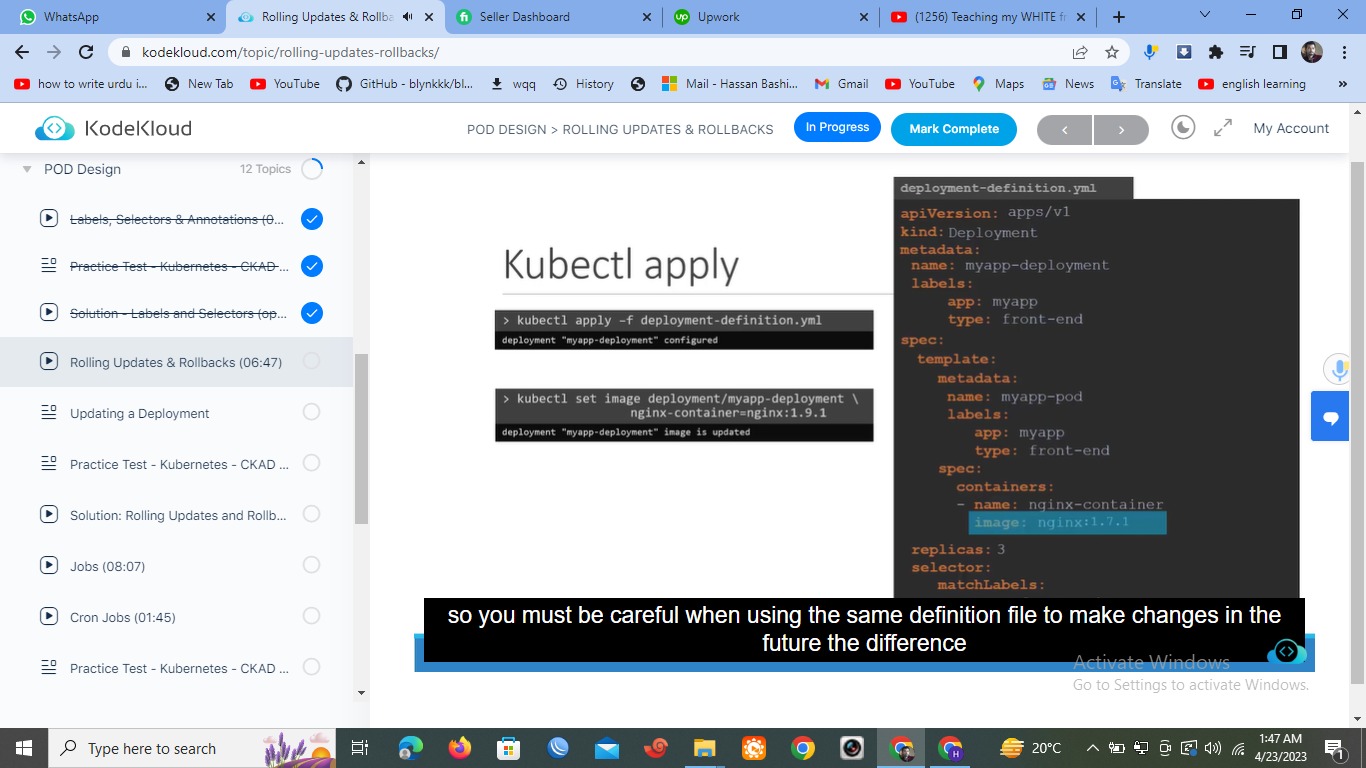 WhatsApp
Rolling Updates & Rollba
Seller Dashboard
Upwork
(1256) Teaching my WHITE fr
kodekloud.com/topic/rolling-updates-rollbacks/
how to write urdu i...
New Tab
YouTube
GitHub - blynkkk/bl...
wqq
History
Mail - Hassan Bashi...
Gmail
YouTube
Maps
News
Translate
english learning
»
KodeKloud
POD DESIGN > ROLLING UPDATES & ROLLBACKS
In Progress
Mark Complete
My Account
POD Design
12 Topics
Labels, Selectors & Annotations (0...
Practice Test - Kubernetes - CKAD ...
Solution - Labels and Selectors (op...
Rolling Updates & Rollbacks (06:47)
Updating a Deployment
Practice Test - Kubernetes - CKAD ...
Solution: Rolling Updates and Roll...
Jobs (08:07)
Cron Jobs (01:45)
Practice Test - Kubernetes - CKAD ...
Kubectl apply
> kubectl apply –f deployment-definition.yml
deployment "myapp-deployment" configured
> kubectl set image deployment/myapp-deployment \
nginx-container=nginx:1.9.1
deployment "myapp-deployment" image is updated
deployment-definition.yml
apiVersion: apps/v1
kind: Deployment
metadata:
name: myapp-deployment
labels:
app: myapp
type: front-end
spec:
template:
metadata:
name: myapp-pod
labels:
app: myapp
type: front-end
spec:
containers:
- name: nginx-container
image: nginx:1.7.1
replicas: 3
selector:
matchLabels:
so you must be careful when using the same definition file to make changes in the
future the difference
Activate Windows
Go to Settings to activate Windows.
Type here to search
20°C
1:47 AM
4/23/2023